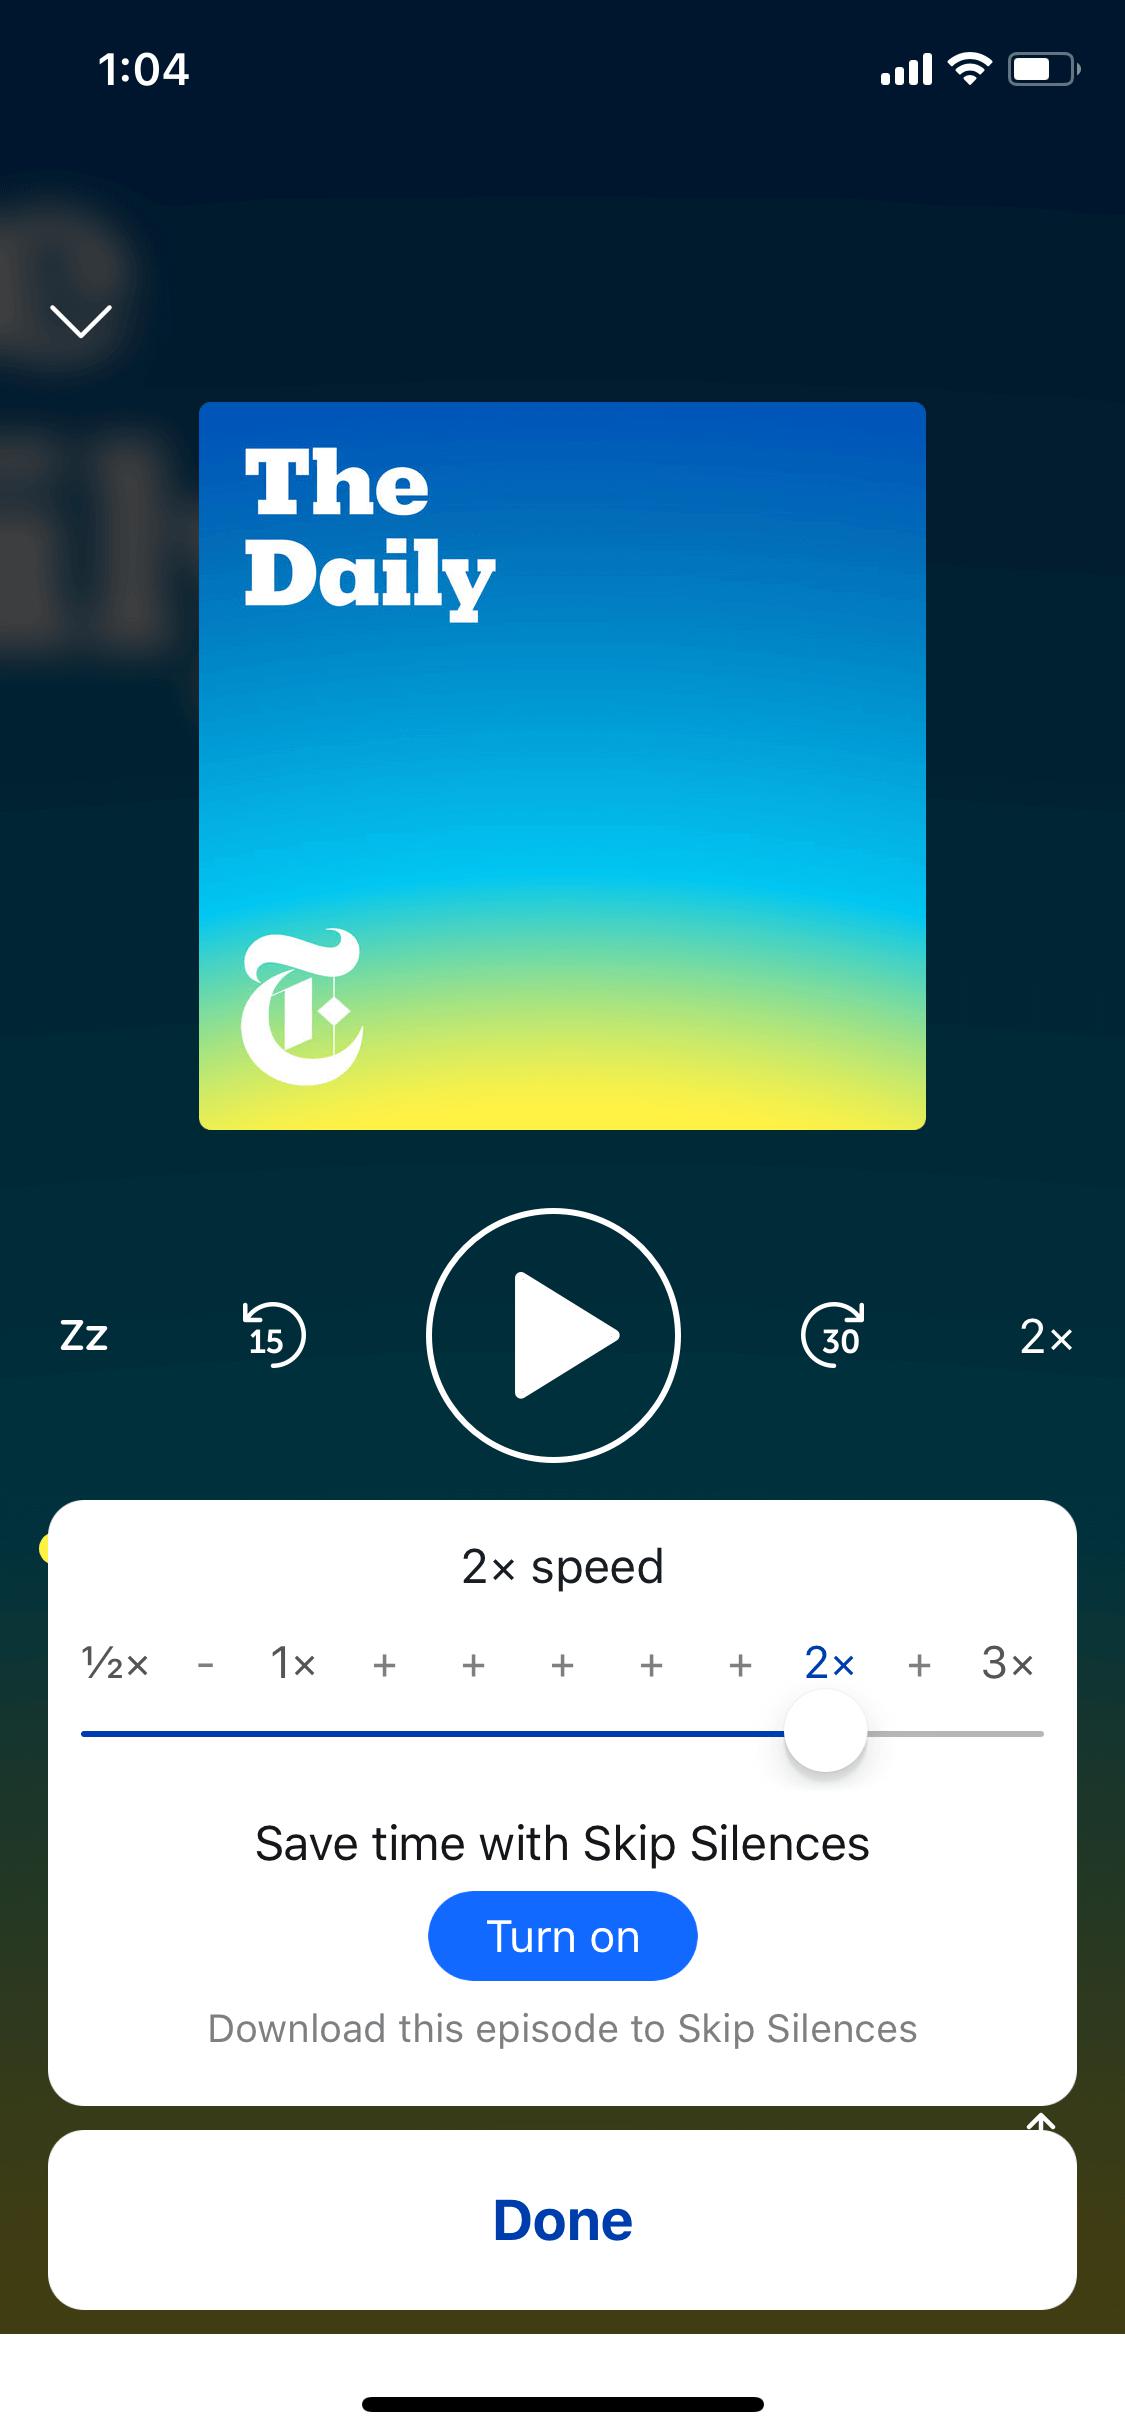 1:04
The
Daily
T
Zz
15
30
2×
2× speed
½× - 1× + + + + + 2× + 3×
Save time with Skip Silences
Turn on
Download this episode to Skip Silences
Done